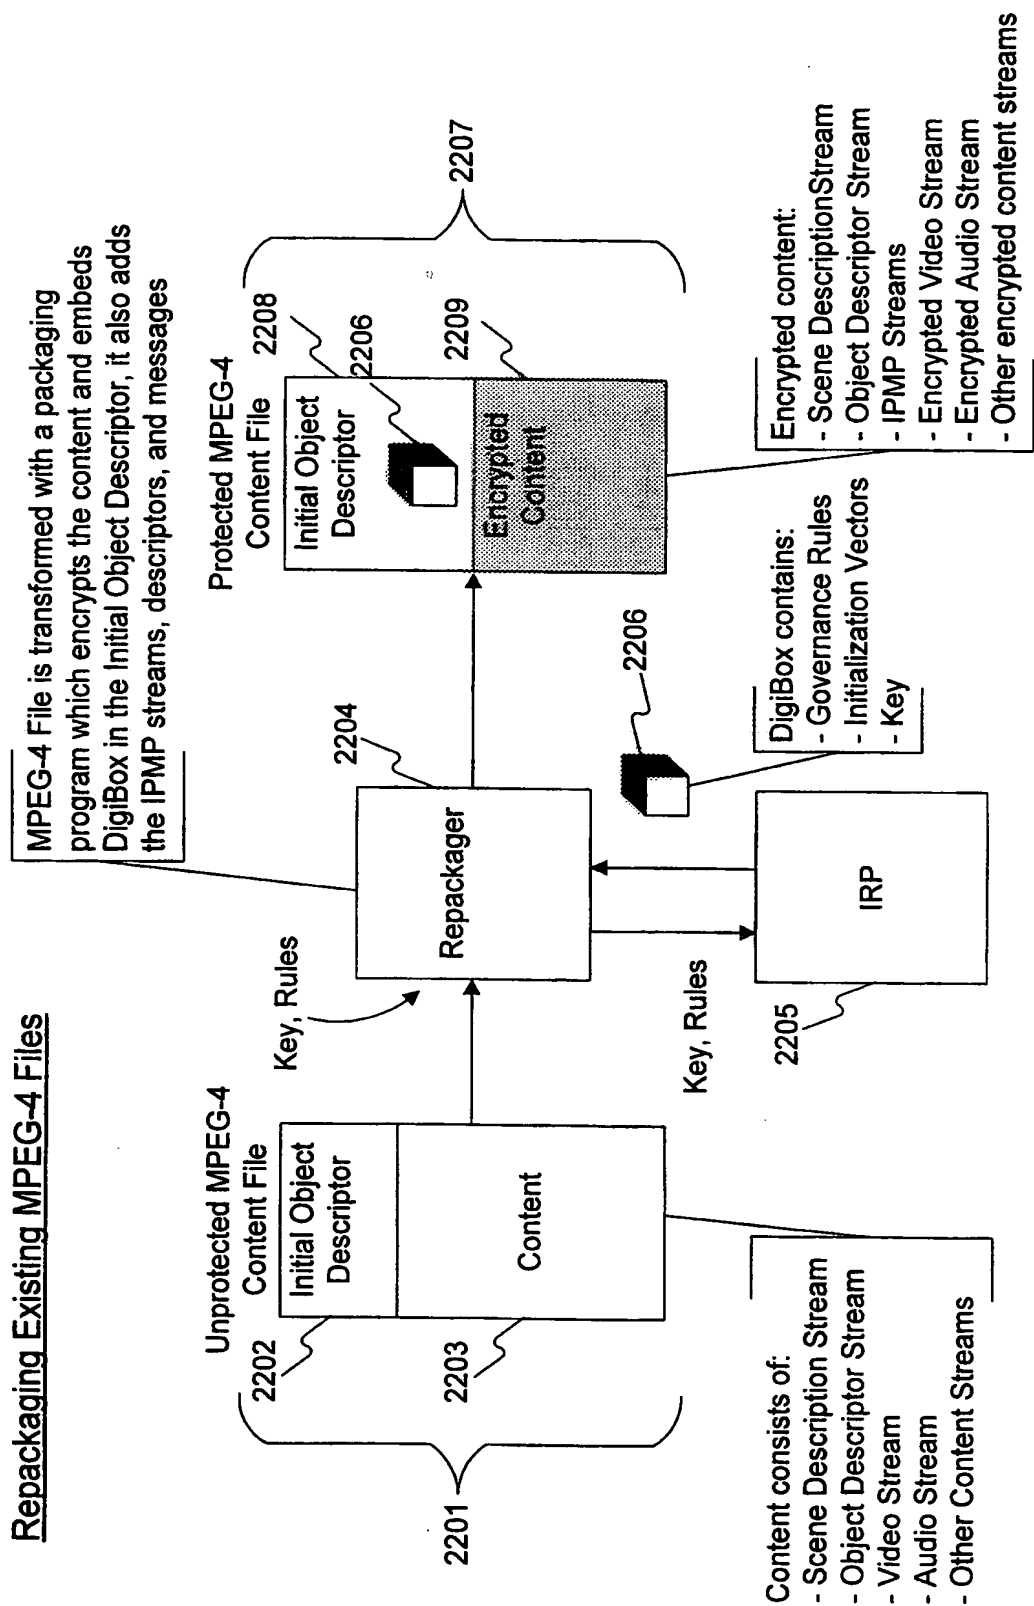 Repackaging Existing MPEG-4 Files
MPEG-4 File is transformed with a packaging
program which encrypts the content and embeds
DigiBox in the Initial Object Descriptor, it also adds
the IPMP streams, descriptors, and messages
Unprotected MPEG-4
Content File
Initial Object
Descriptor
Content
2201
2202
2203
Key, Rules
Repackager
2204
Key, Rules
IRP
2205
2206
Protected MPEG-4
Content File
Initial Object
Descriptor
Encrypted
Content
2208
2206
2209
2207
Content consists of:
- Scene Description Stream
- Object Descriptor Stream
- Video Stream
- Audio Stream
- Other Content Streams
DigiBox contains:
- Governance Rules
- Initialization Vectors
- Key
Encrypted content:
- Scene DescriptionStream
- Object Descriptor Stream
- IPMP Streams
- Encrypted Video Stream
- Encrypted Audio Stream
- Other encrypted content streams